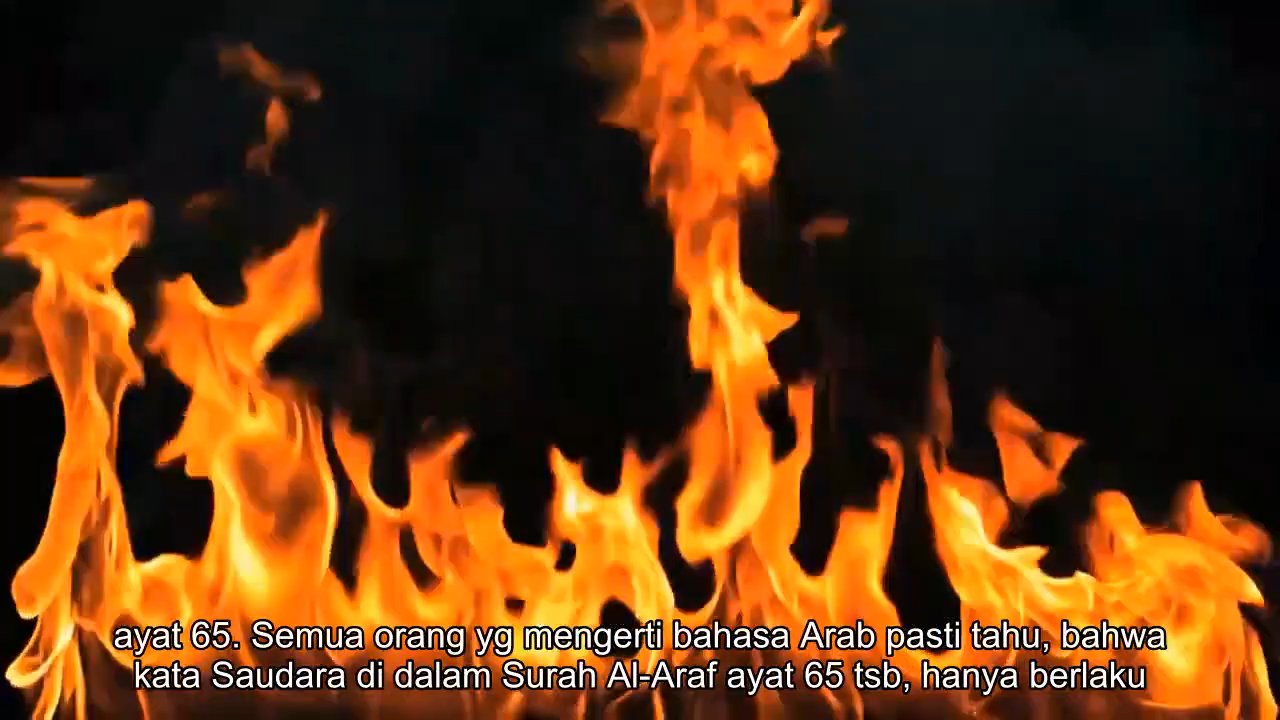 ayat 65. Semua orang yg mengerti bahasa Arab pasti tahu, bahwa
kata Saudara di dalam Surah Al-Araf ayat 65 tsb, hanya berlaku